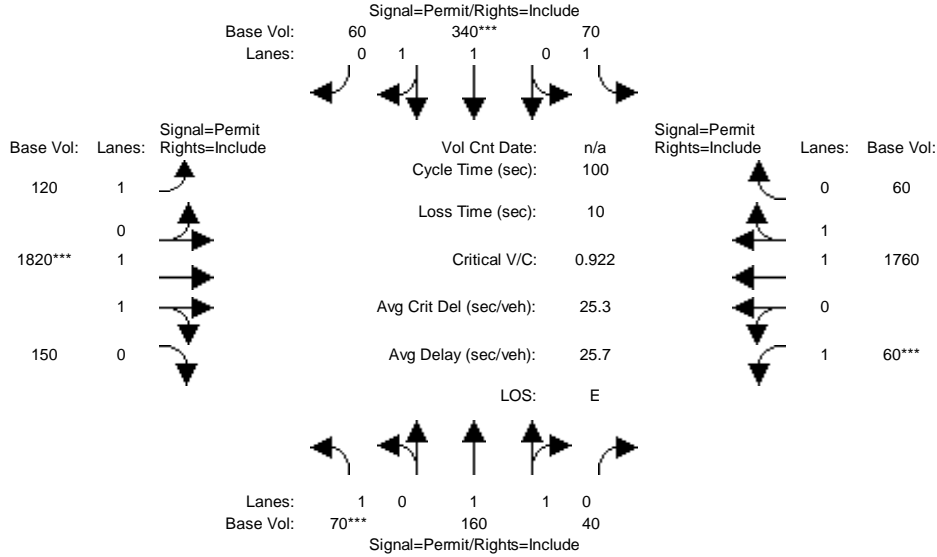 Signal=Permit/Rights=Include
Base Vol: 60 340*** 70
Lanes: 0 1 1 0 1
Signal=Permit
Base Vol: Lanes: Rights=Include
Vol Cnt Date: n/a
Cycle Time (sec): 100
Loss Time (sec): 10
Critical V/C: 0.922
Avg Crit Del (sec/veh): 25.3
Avg Delay (sec/veh): 25.7
LOS: E
Signal=Permit
Rights=Include Lanes: Base Vol:
120 1
0
1820*** 1
1
150 0
0 60
1
1 1760
0
1 60***
Lanes: 1 0 1 1 0
Base Vol: 70*** 160 40
Signal=Permit/Rights=Include